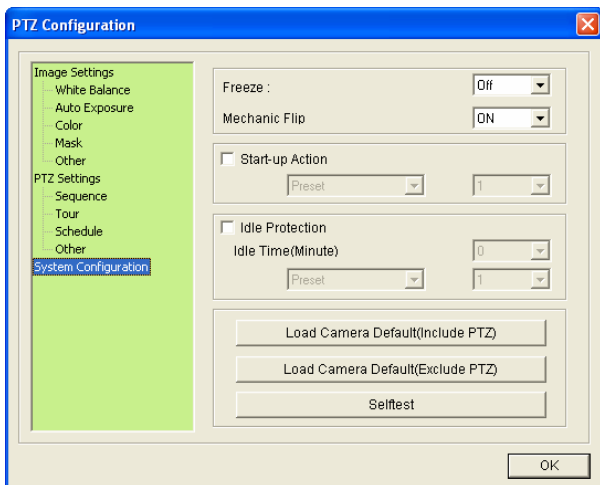 PTZ Configuration
Image Settings
White Balance
Auto Exposure
Color
Mask
Other
PTZ Settings
Sequence
Tour
Schedule
Other
System Configuration
Freeze : Off
Mechanic Flip ON
Start-up Action
Preset 1
Idle Protection
Idle Time(Minute) 0
Preset 1
Load Camera Default(Include PTZ)
Load Camera Default(Exclude PTZ)
Selftest
OK